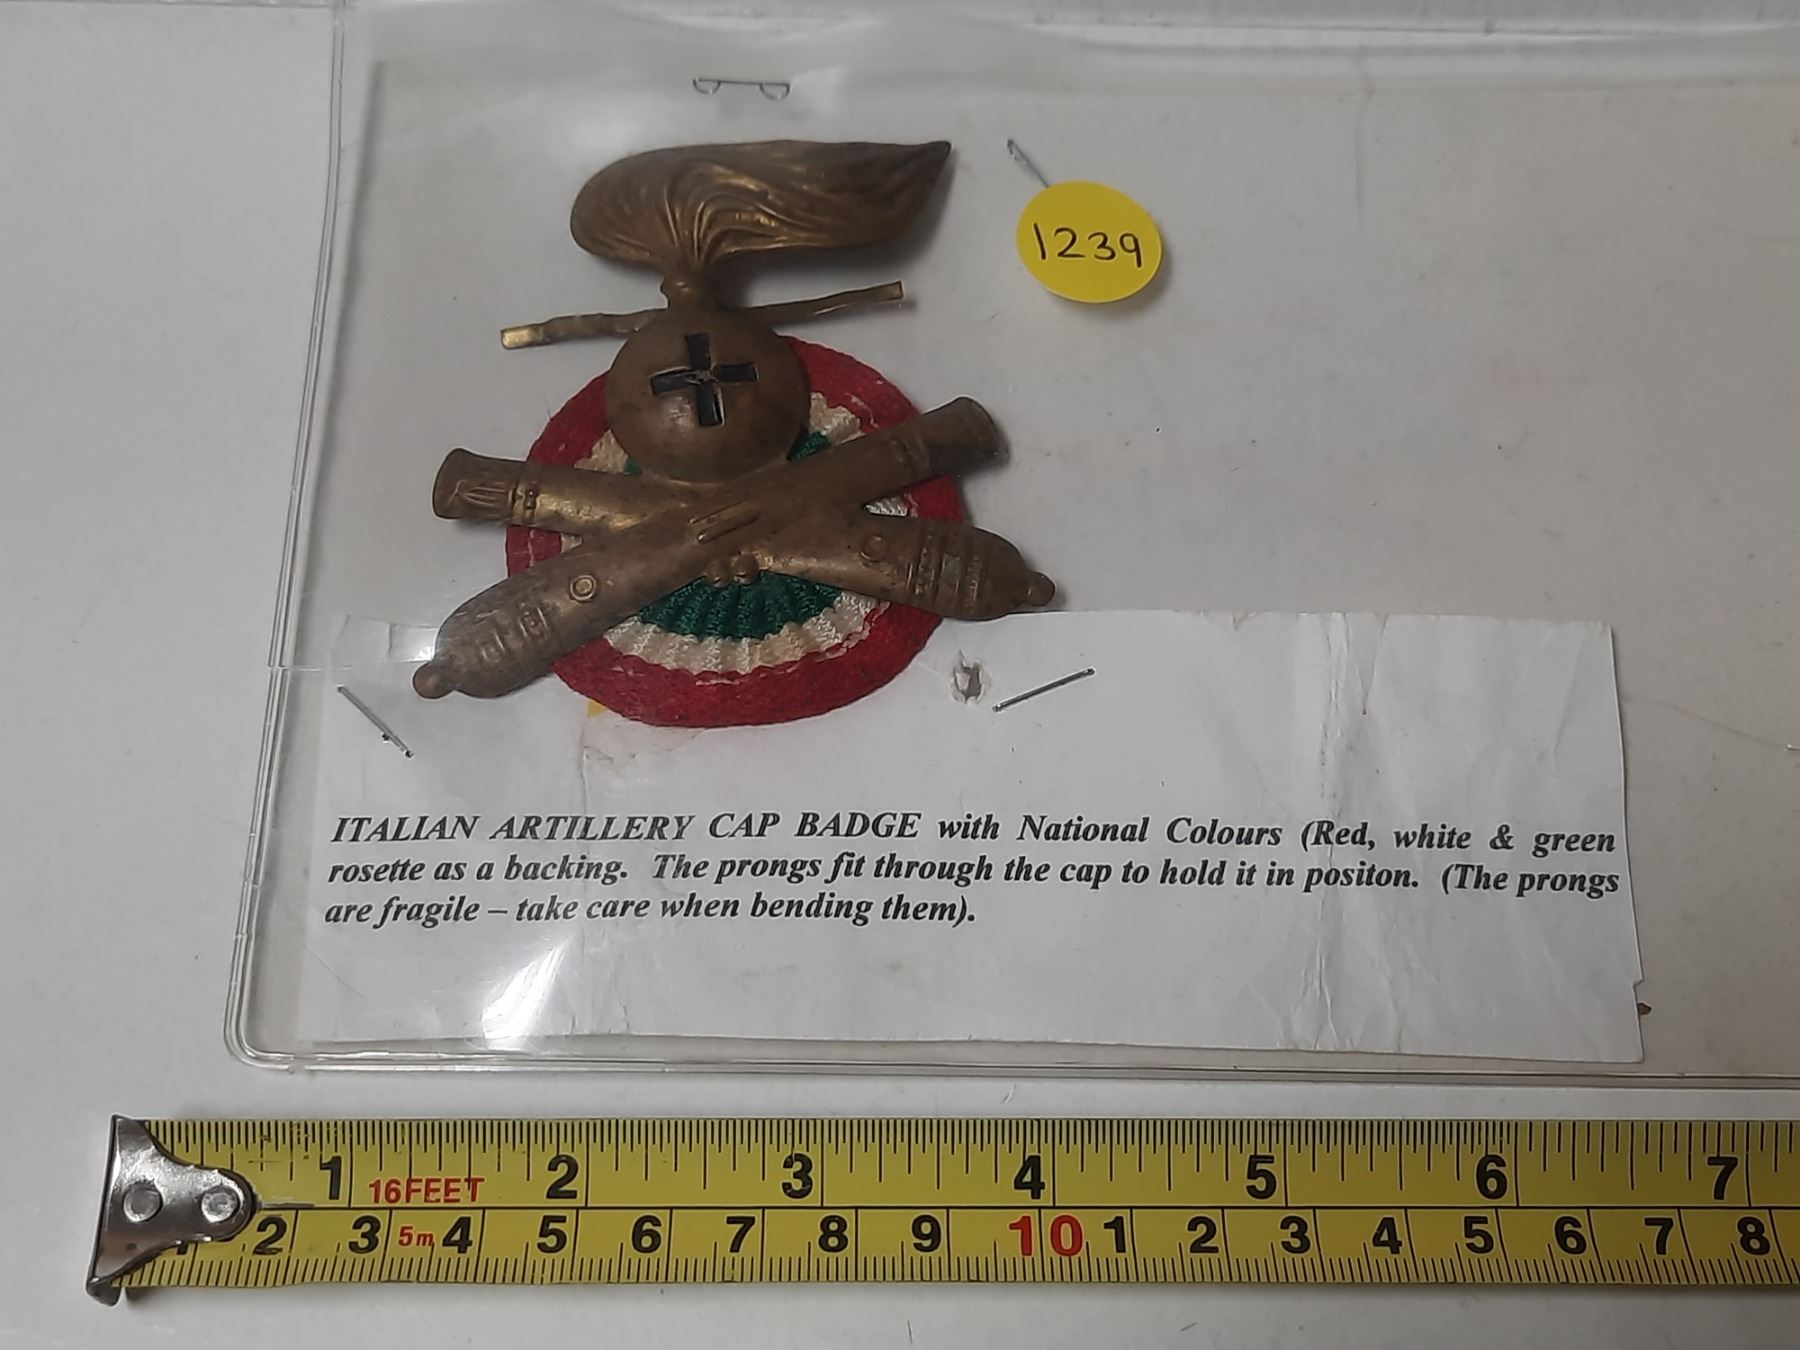 1239
ITALIAN ARTILLERY CAP BADGE with National Colours (Red, white & green
rosette as a backing. The prongs fit through the cap to hold it in positon. (The prongs
are fragile – take care when bending them).
1 16FEET 2 3 4 5 6 7
1 2 3 5m 4 5 6 7 8 9 10 1 2 3 4 5 6 7 8